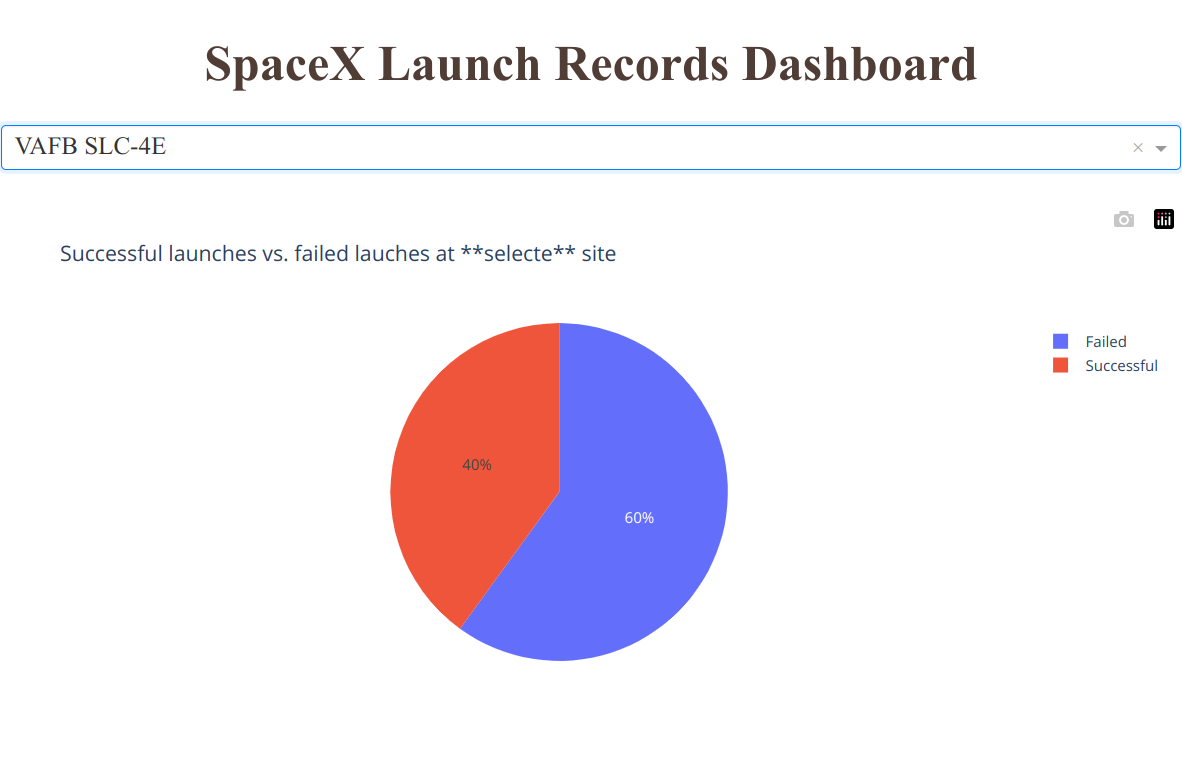 SpaceX Launch Records Dashboard
VAFB SLC-4E
Successful launches vs. failed lauches at **selecte** site
Failed
Successful
40%
60%